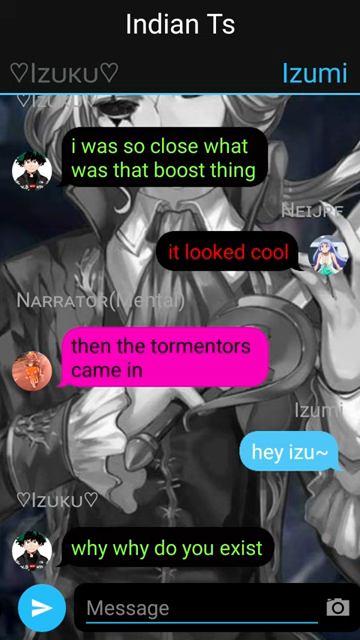 Indian Ts
♡Izuku♡ Izumi
♡Izuku♡
i was so close what
was that boost thing
Neijre
it looked cool
Narrator(Mental)
then the tormentors
came in
Izumi
hey izu~
♡Izuku♡
why why do you exist
Message